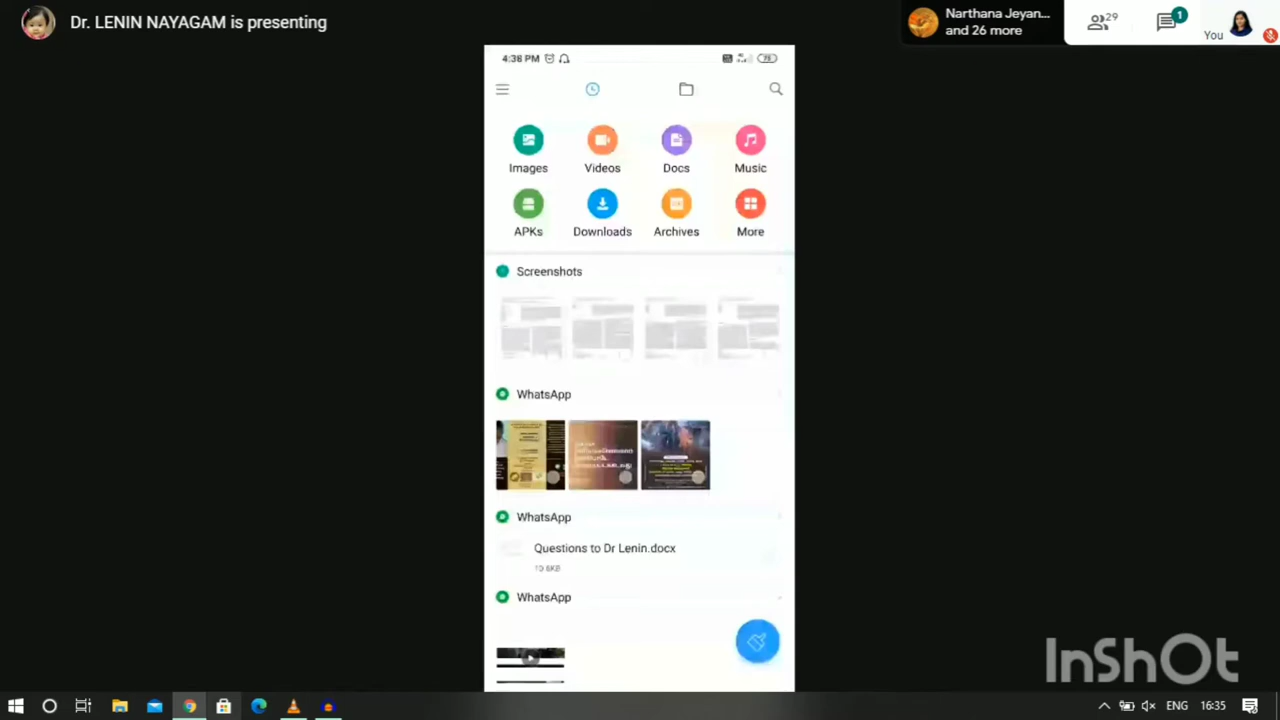 Dr. LENIN NAYAGAM is presenting
Narthana Jeyan...
and 26 more
29
1
You
4:38 PM
Images
Videos
Docs
Music
APKs
Downloads
Archives
More
Screenshots
WhatsApp
WhatsApp
Questions to Dr Lenin.docx
WhatsApp
InShOt
ENG
16:35